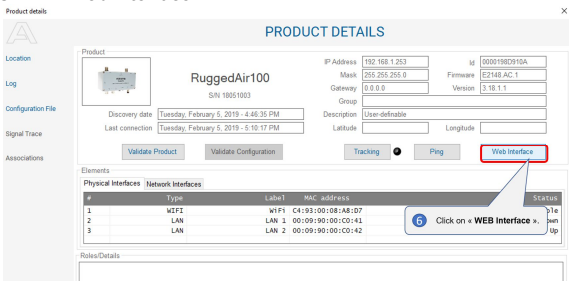 Product details
PRODUCT DETAILS
Location
Log
Configuration File
Signal Trace
Associations
Product
RuggedAir100
S/N 18051003
Discovery date Tuesday, February 5, 2019 - 4:46:35 PM
Last connection Tuesday, February 5, 2019 - 5:10:17 PM
IP Address 192.168.1.253 Id 0000198D910A
Mask 255.255.255.0 Firmware E2148.AC.1
Gateway 0.0.0.0 Version 3.18.1.1
Group
Description User-definable
Latitude Longitude
Validate Product Validate Configuration Tracking Ping Web Interface
Elements
Physical Interfaces Network Interfaces
# Type Label MAC address Status
1 WIFI WiFi C4:93:00:08:A8:D7
2 LAN LAN 1 00:09:90:00:C0:41
3 LAN LAN 2 00:09:90:00:C0:42 Up
6 Click on « WEB Interface ».
Roles/Details